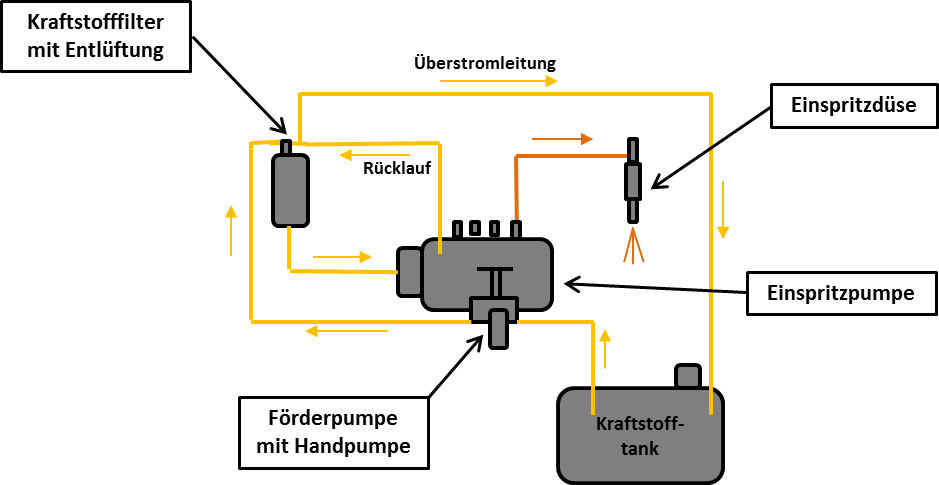 Kraftstofffilter
mit Entlüftung
Überstromleitung
Einspritzdüse
Rücklauf
Einspritzpumpe
Förderpumpe
mit Handpumpe
Kraftstoff-
tank